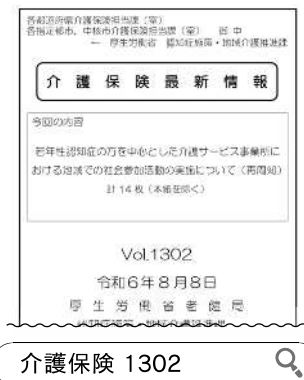 各都道府県介護保険担当課（室）
各指定都市、中核市介護保険担当課（室） 御 中
← 厚生労働省 認知症施策・地域介護推進課
介護保険最新情報
今回の内容
若年性認知症の方を中心とした介護サービス事業所に
おける地域での社会参加活動の実施について（再周知）
計14枚（本紙を除く）
Vol.1302
令和6年8月8日
厚生労働省老健局
介護保険 1302